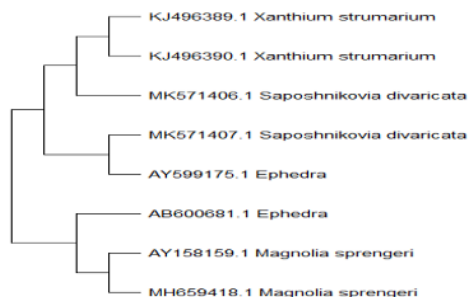 KJ496389.1 Xanthium strumarium
KJ496390.1 Xanthium strumarium
MK571406.1 Saposhnikovia divaricata
MK571407.1 Saposhnikovia divaricata
AY599175.1 Ephedra
AB600681.1 Ephedra
AY158159.1 Magnolia sprengeri
MH659418.1 Magnolia sprengeri